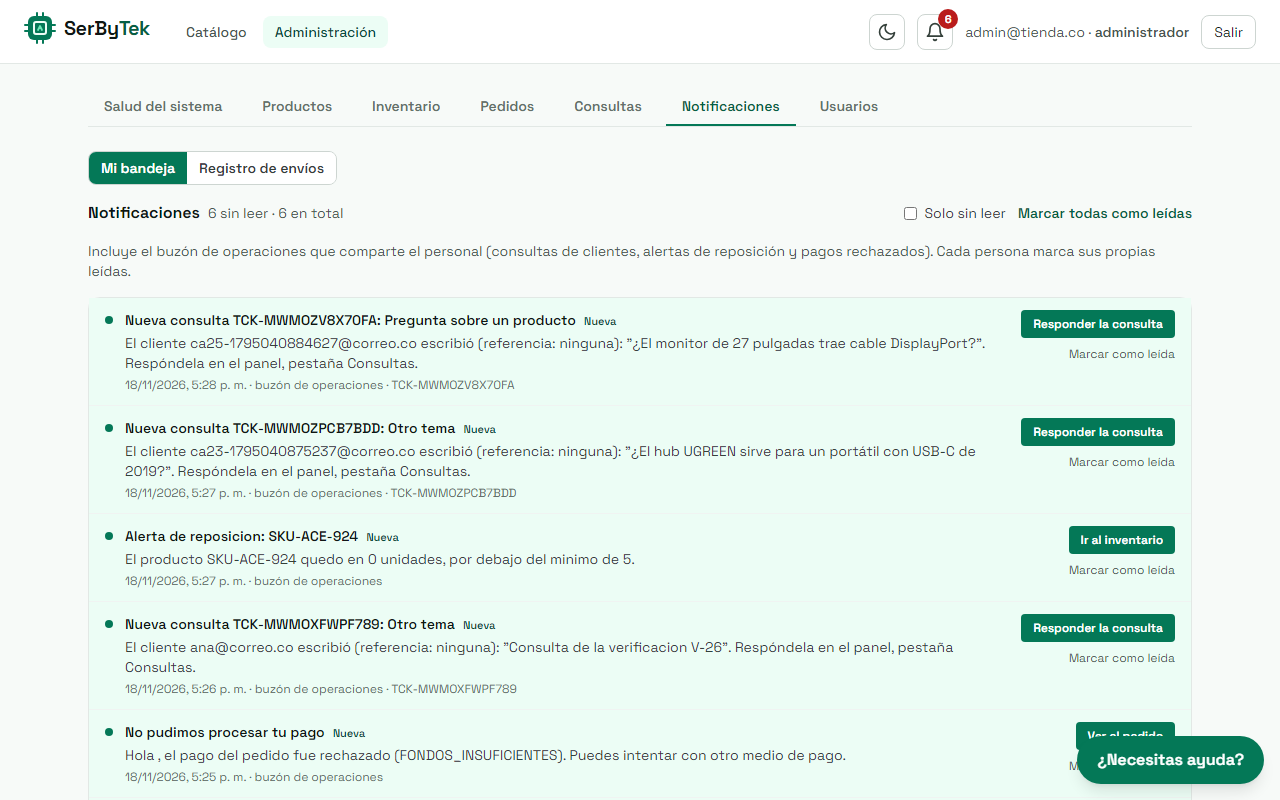 SerByTek
Catálogo
Administración
6
admin@tienda.co · administrador
Salir
Salud del sistema
Productos
Inventario
Pedidos
Consultas
Notificaciones
Usuarios
Mi bandeja
Registro de envíos
Notificaciones 6 sin leer · 6 en total
Solo sin leer
Marcar todas como leídas
Incluye el buzón de operaciones que comparte el personal (consultas de clientes, alertas de reposición y pagos rechazados). Cada persona marca sus propias
leídas.
Nueva consulta TCK-MWMOZV8X70FA: Pregunta sobre un producto Nueva
Responder la consulta
El cliente ca25-1795040884627@correo.co escribió (referencia: ninguna): "¿El monitor de 27 pulgadas trae cable DisplayPort?".
Respóndela en el panel, pestaña Consultas.
Marcar como leída
18/11/2026, 5:28 p. m. · buzón de operaciones · TCK-MWMOZV8X70FA
Nueva consulta TCK-MWMOZPCB7BDD: Otro tema Nueva
Responder la consulta
El cliente ca23-1795040875237@correo.co escribió (referencia: ninguna): "¿El hub UGREEN sirve para un portátil con USB-C de
2019?". Respóndela en el panel, pestaña Consultas.
Marcar como leída
18/11/2026, 5:27 p. m. · buzón de operaciones · TCK-MWMOZPCB7BDD
Alerta de reposicion: SKU-ACE-924 Nueva
Ir al inventario
El producto SKU-ACE-924 quedo en 0 unidades, por debajo del minimo de 5.
Marcar como leída
18/11/2026, 5:27 p. m. · buzón de operaciones
Nueva consulta TCK-MWMOXFWPF789: Otro tema Nueva
Responder la consulta
El cliente ana@correo.co escribió (referencia: ninguna): "Consulta de la verificacion V-26". Respóndela en el panel, pestaña
Consultas.
Marcar como leída
18/11/2026, 5:26 p. m. · buzón de operaciones · TCK-MWMOXFWPF789
No pudimos procesar tu pago Nueva
Ver el pedido
Hola , el pago del pedido fue rechazado (FONDOS_INSUFICIENTES). Puedes intentar con otro medio de pago.
18/11/2026, 5:25 p. m. · buzón de operaciones
¿Necesitas ayuda?